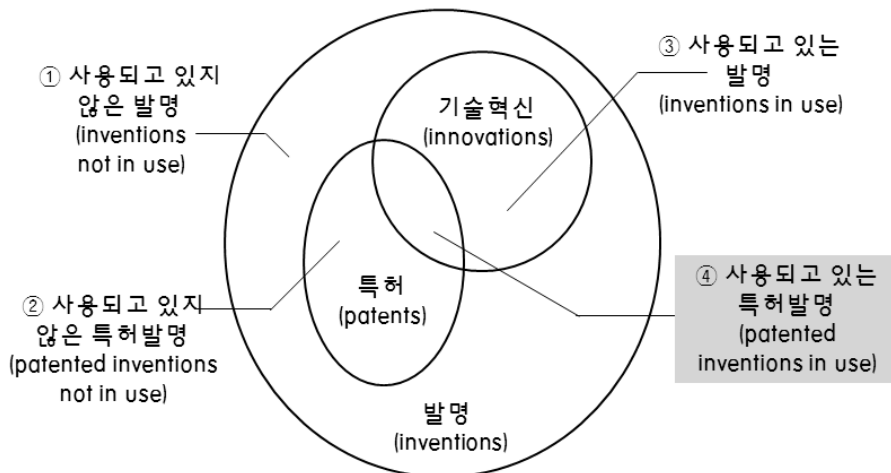 ① 사용되고 있지
않은 발명
(inventions
not in use)
기술혁신
(innovations)
③ 사용되고 있는
발명
(inventions in use)
② 사용되고 있지
않은 특허발명
(patented inventions
not in use)
특허
(patents)
④ 사용되고 있는
특허발명
(patented
inventions in use)
발명
(inventions)